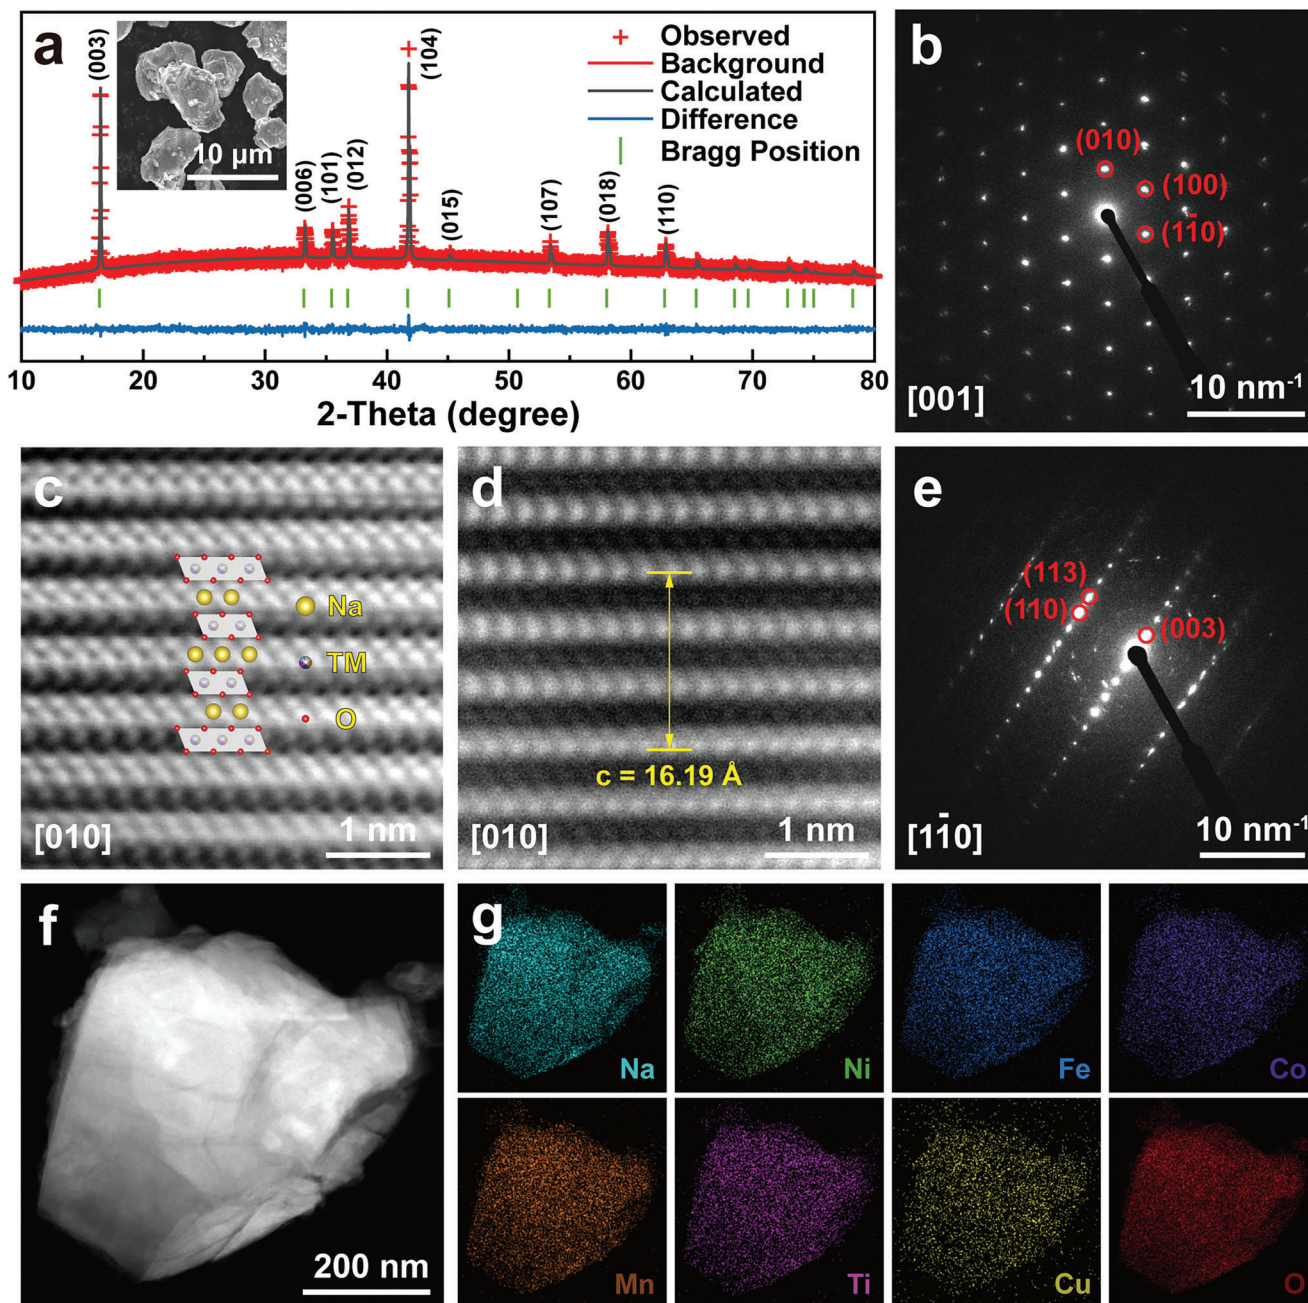 a
(003)
10 μm
(006)
(101)
(012)
(104)
(015)
(107)
(018)
(110)
Observed
Background
Calculated
Difference
Bragg Position
10 20 30 40 50 60 70 80
2-Theta (degree)
b
(010)
(100)
(11̄0)
[001]
10 nm⁻¹
c
Na
TM
O
[010]
1 nm
d
c = 16.19 Å
[010]
1 nm
e
(113)
(110)
(003)
[11̄0]
10 nm⁻¹
f
200 nm
g
Na
Ni
Fe
Co
Mn
Ti
Cu
O